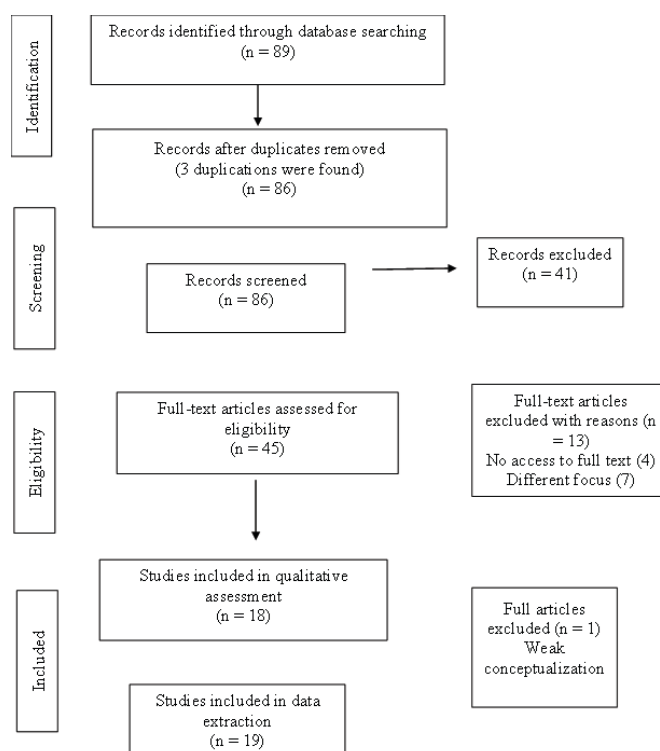 Identification
Records identified through database searching
(n = 89)
Records after duplicates removed
(3 duplications were found)
(n = 86)
Screening
Records screened
(n = 86)
Records excluded
(n = 41)
Eligibility
Full-text articles assessed for
eligibility
(n = 45)
Full-text articles
excluded with reasons (n
= 13)
No access to full text (4)
Different focus (7)
Included
Studies included in qualitative
assessment
(n = 18)
Full articles
excluded (n = 1)
Weak
conceptualization
Studies included in data
extraction
(n = 19)